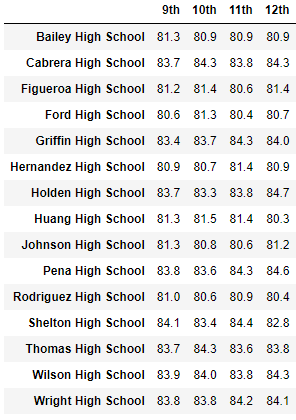 9th 10th 11th 12th
Bailey High School 81.3 80.9 80.9 80.9
Cabrera High School 83.7 84.3 83.8 84.3
Figueroa High School 81.2 81.4 80.6 81.4
Ford High School 80.6 81.3 80.4 80.7
Griffin High School 83.4 83.7 84.3 84.0
Hernandez High School 80.9 80.7 81.4 80.9
Holden High School 83.7 83.3 83.8 84.7
Huang High School 81.3 81.5 81.4 80.3
Johnson High School 81.3 80.8 80.6 81.2
Pena High School 83.8 83.6 84.3 84.6
Rodriguez High School 81.0 80.6 80.9 80.4
Shelton High School 84.1 83.4 84.4 82.8
Thomas High School 83.7 84.3 83.6 83.8
Wilson High School 83.9 84.0 83.8 84.3
Wright High School 83.8 83.8 84.2 84.1